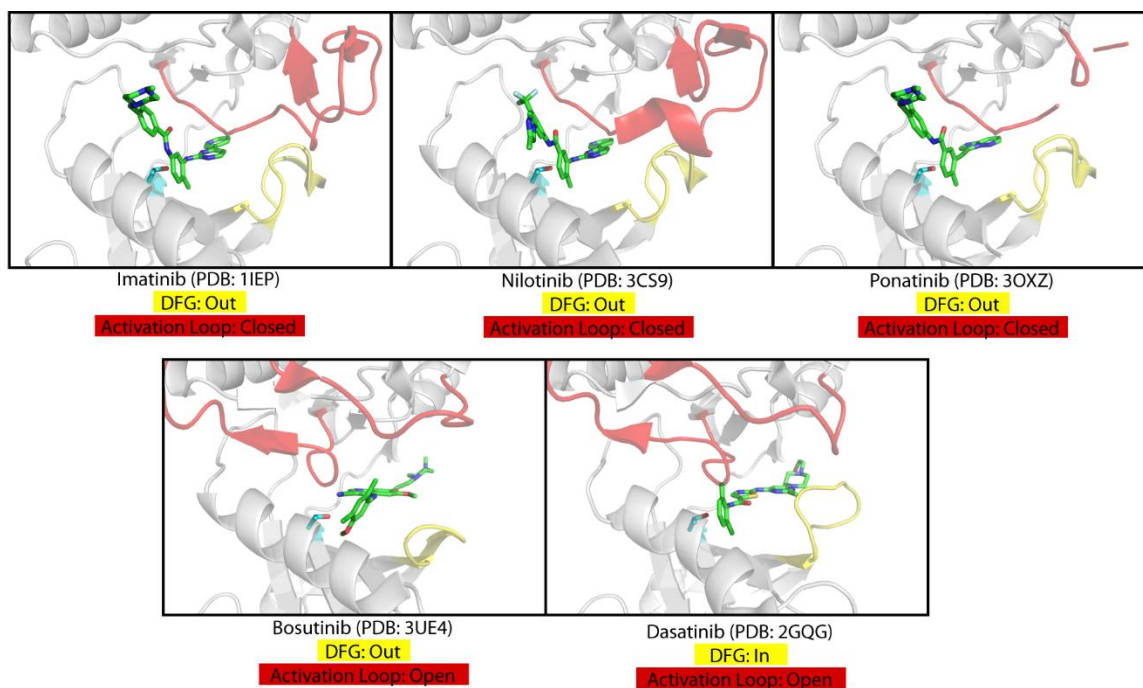 Imatinib (PDB: 1IEP)
DFG: Out
Activation Loop: Closed
Nilotinib (PDB: 3CS9)
DFG: Out
Activation Loop: Closed
Ponatinib (PDB: 3OXZ)
DFG: Out
Activation Loop: Closed
Bosutinib (PDB: 3UE4)
DFG: Out
Activation Loop: Open
Dasatinib (PDB: 2GQG)
DFG: In
Activation Loop: Open